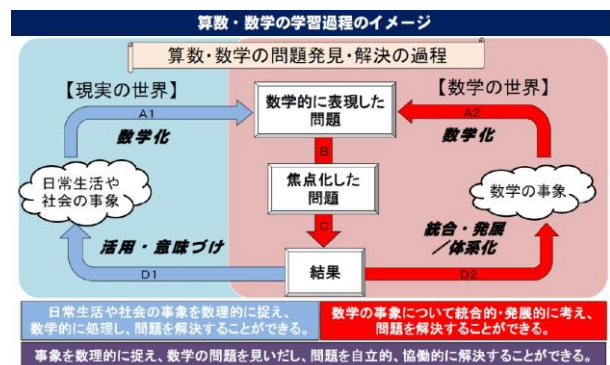 算数・数学の学習過程のイメージ
算数・数学の問題発見・解決の過程
【現実の世界】
【数学の世界】
A1
数学的に表現した
問題
A2
数学化
数学化
B
日常生活や
社会の事象
焦点化した
問題
数学の事象
C
活用・意味づけ
統合・発展
／体系化
D1
結果
D2
日常生活や社会の事象を数理的に捉え、
数学的に処理し、問題を解決することができる。
数学の事象について統合的・発展的に考え、
問題を解決することができる。
事象を数理的に捉え、数学の問題を見いだし、問題を自立的、協働的に解決することができる。